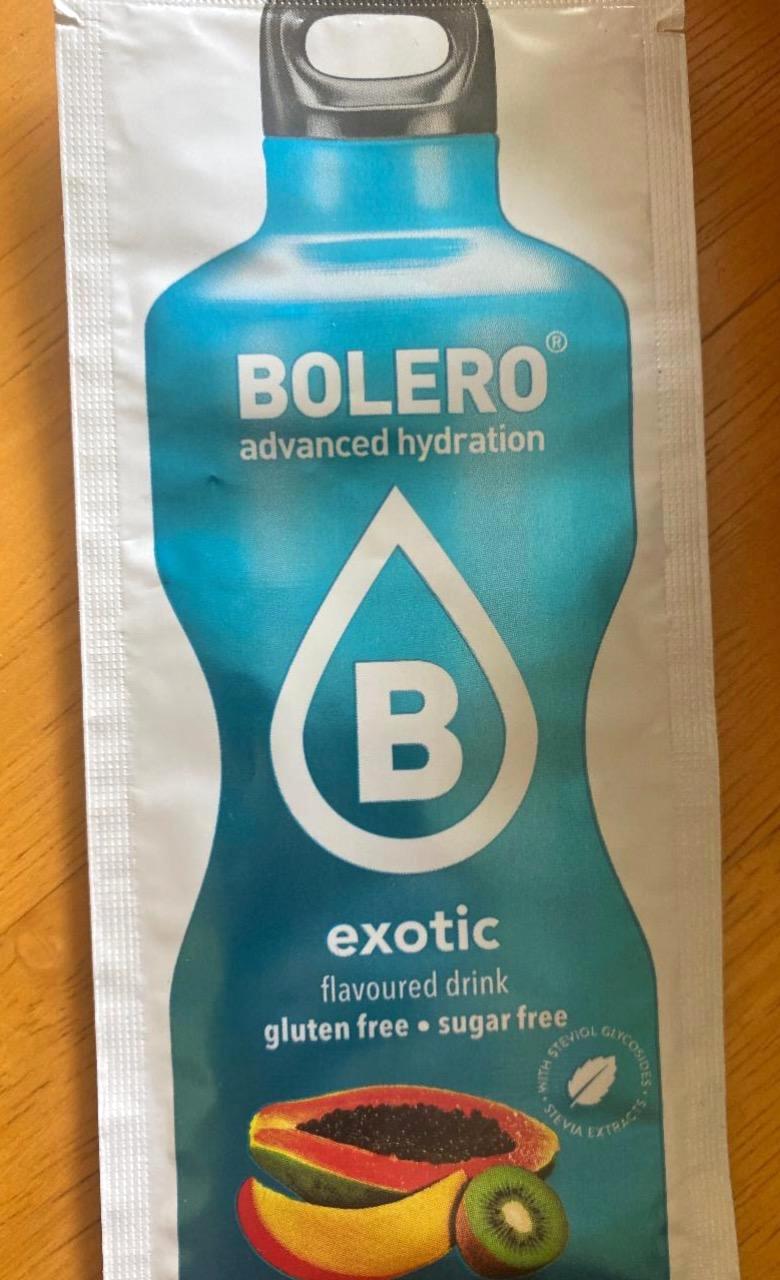 BOLERO®
advanced hydration
B
exotic
flavoured drink
gluten free • sugar free
• WITH STEVIOL GLYCOSIDES •
STEVIA EXTRACTS